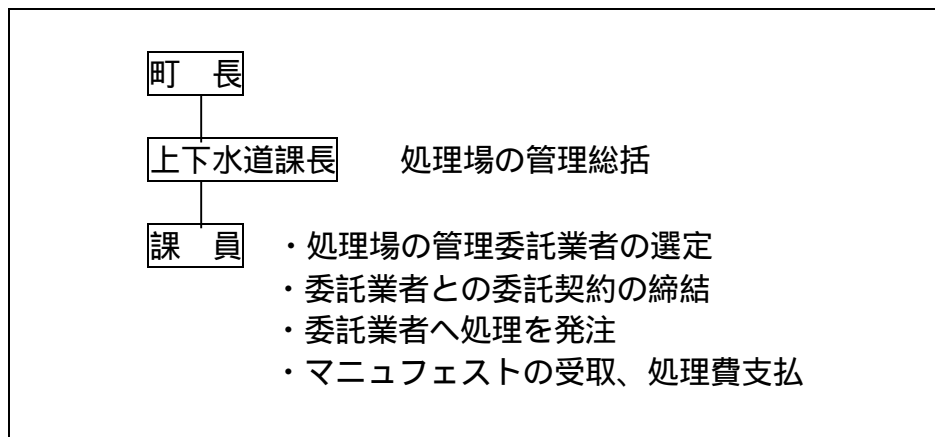 町　長
上下水道課長　　処理場の管理総括
課　員　・処理場の管理委託業者の選定
・委託業者との委託契約の締結
・委託業者へ処理を発注
・マニュフェストの受取、処理費支払